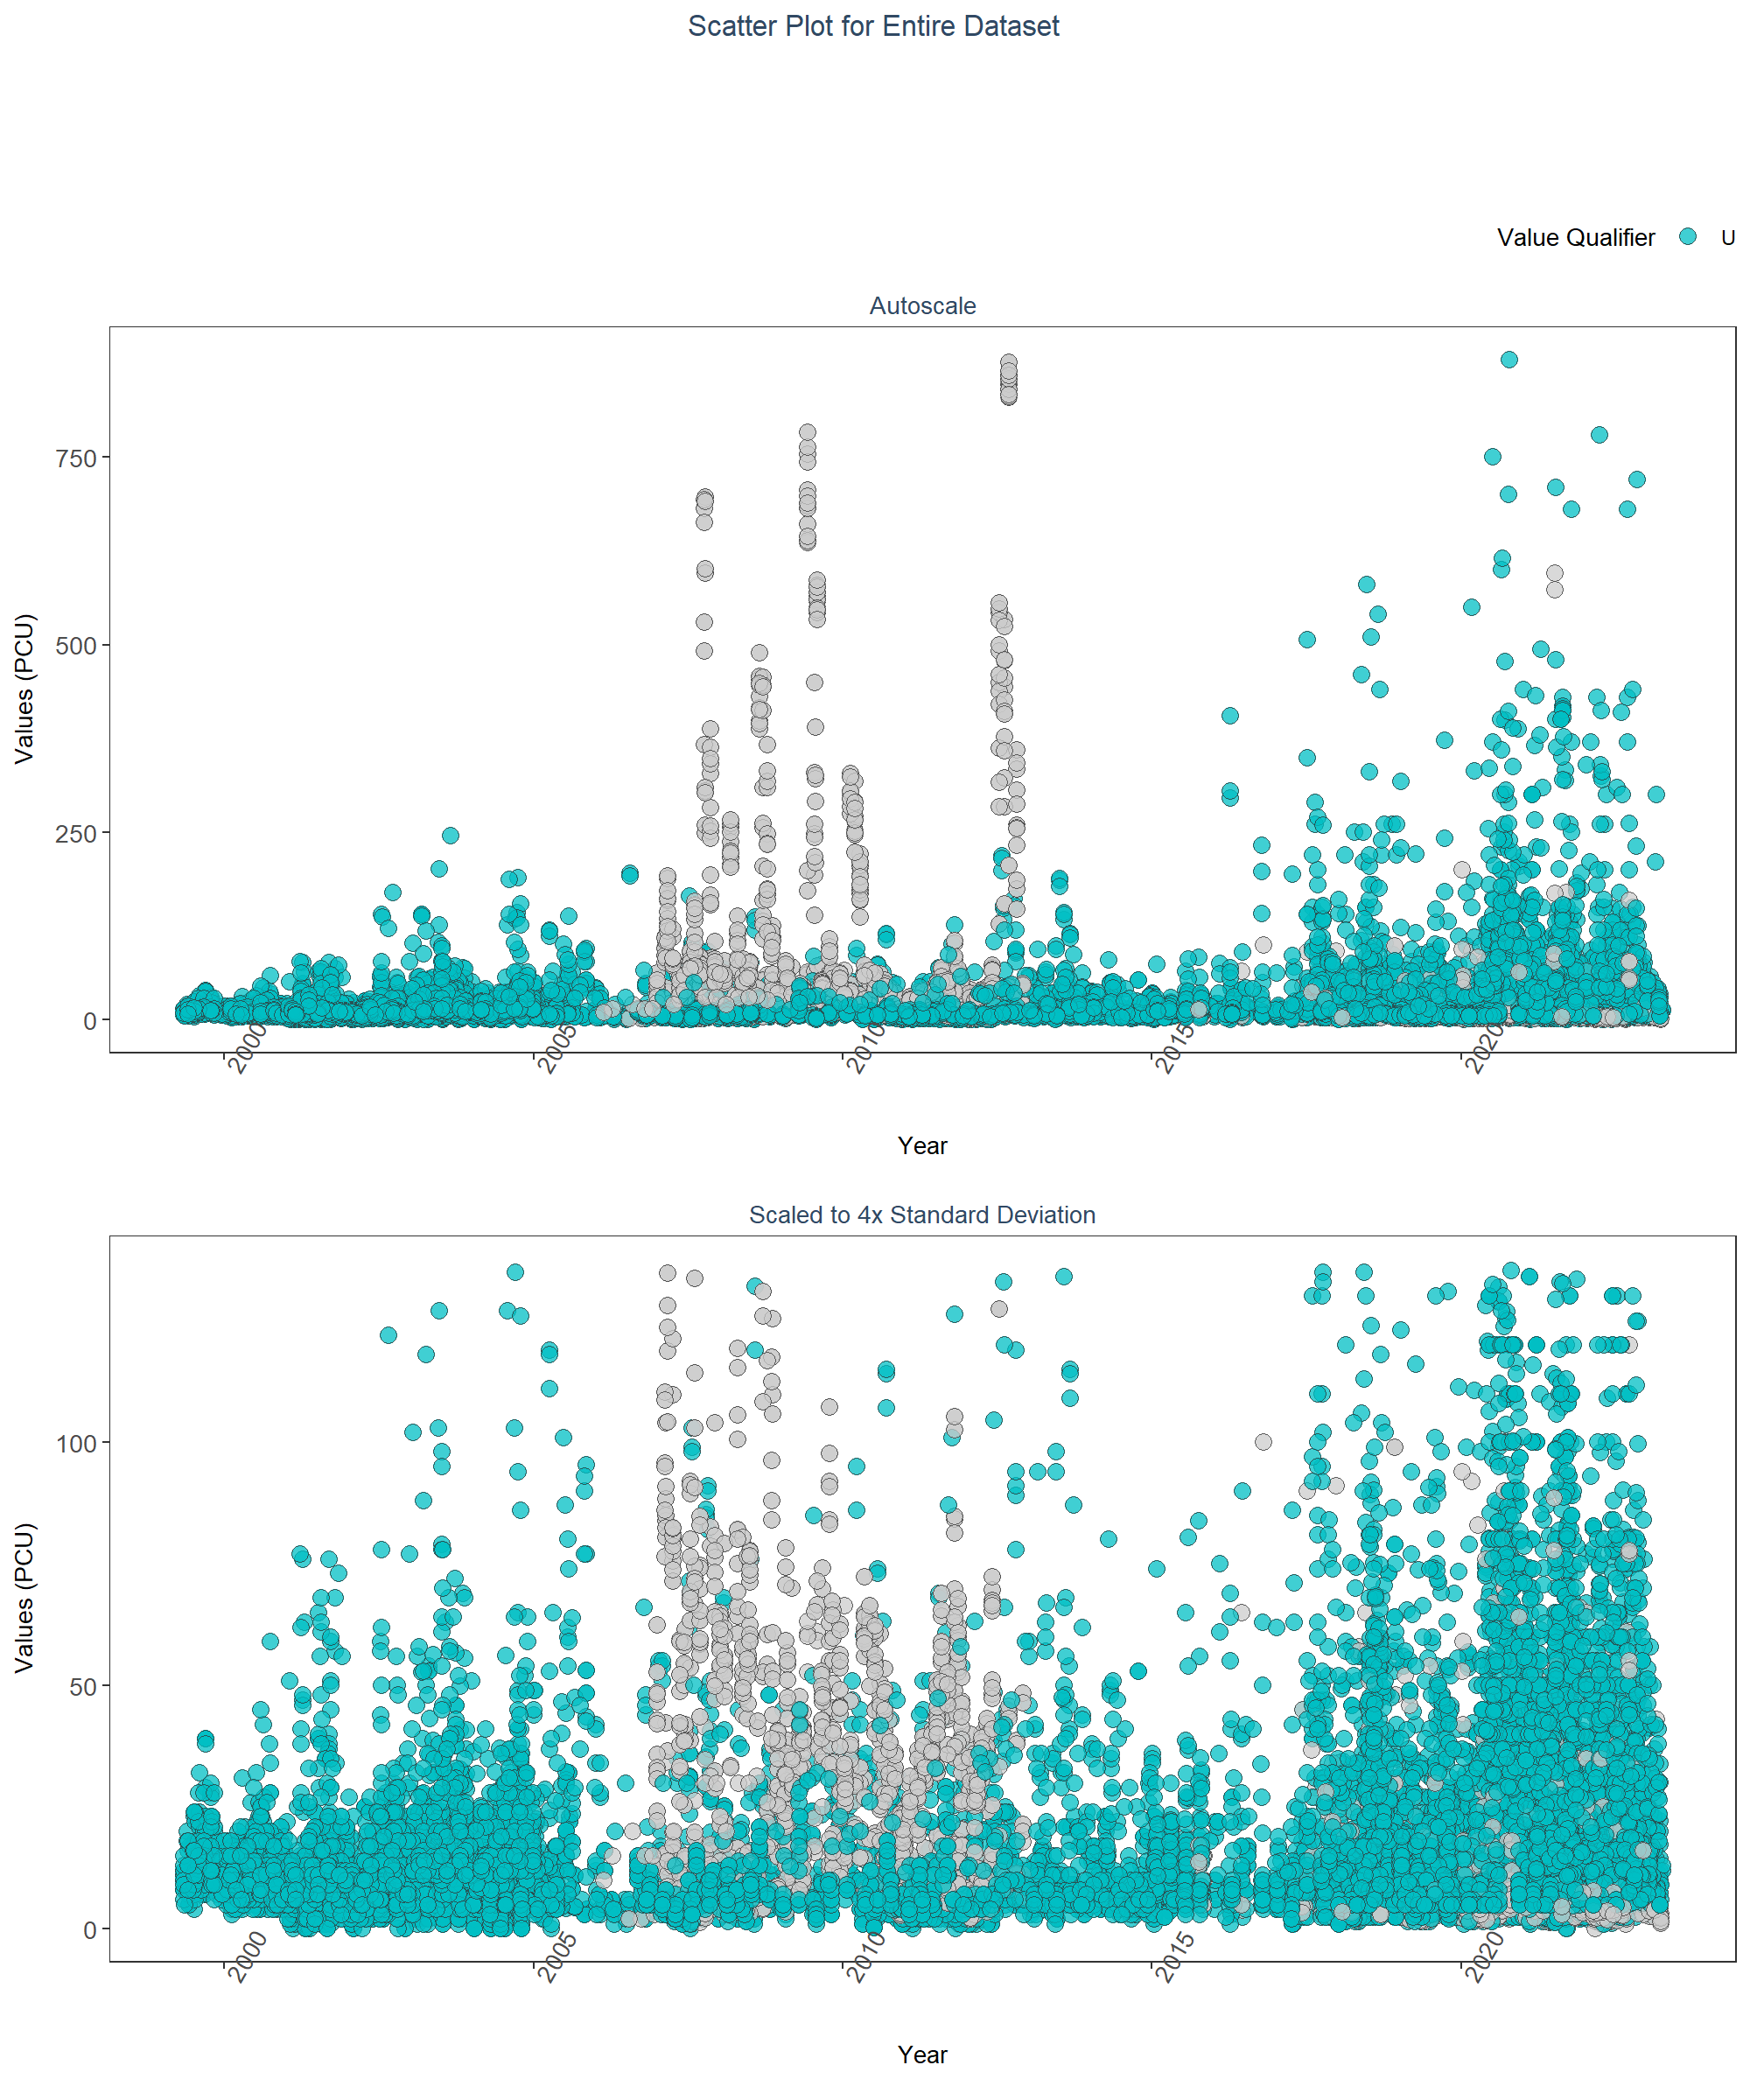 Scatter Plot for Entire Dataset
Value Qualifier U
Autoscale
Values (PCU)
750
500
250
0
2000 2005 2010 2015 2020
Year
Scaled to 4x Standard Deviation
Values (PCU)
100
50
0
2000 2005 2010 2015 2020
Year